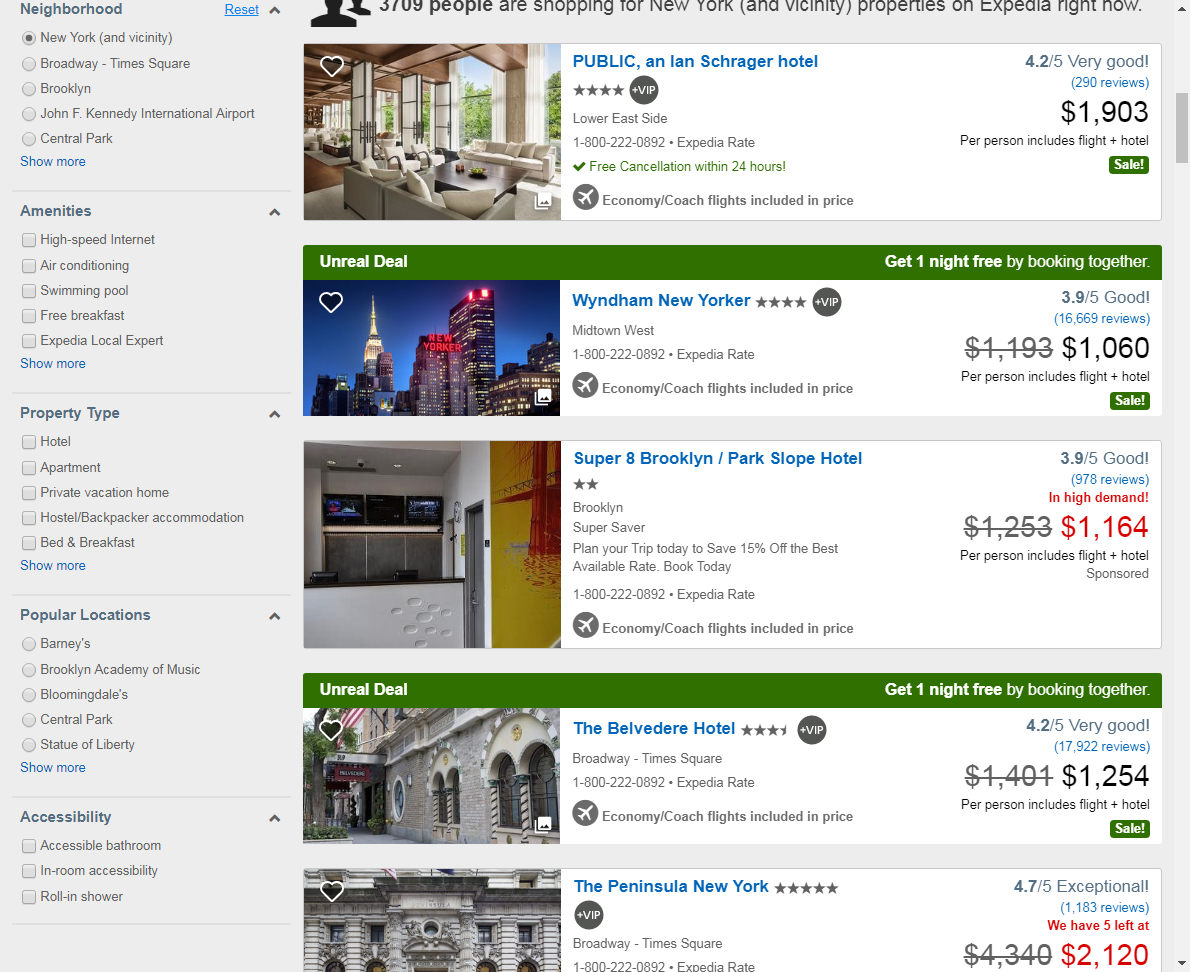 Neighborhood Reset
New York (and vicinity)
Broadway - Times Square
Brooklyn
John F. Kennedy International Airport
Central Park
Show more
Amenities
High-speed Internet
Air conditioning
Swimming pool
Free breakfast
Expedia Local Expert
Show more
Property Type
Hotel
Apartment
Private vacation home
Hostel/Backpacker accommodation
Bed & Breakfast
Show more
Popular Locations
Barney's
Brooklyn Academy of Music
Bloomingdale's
Central Park
Statue of Liberty
Show more
Accessibility
Accessible bathroom
In-room accessibility
Roll-in shower
3709 people are shopping for New York (and vicinity) properties on Expedia right now.
PUBLIC, an Ian Schrager hotel
+VIP
Lower East Side
1-800-222-0892 • Expedia Rate
Free Cancellation within 24 hours!
Economy/Coach flights included in price
4.2/5 Very good!
(290 reviews)
$1,903
Per person includes flight + hotel
Sale!
Unreal Deal
Get 1 night free by booking together.
NEW
YORKER
Wyndham New Yorker +VIP
Midtown West
1-800-222-0892 • Expedia Rate
Economy/Coach flights included in price
3.9/5 Good!
(16,669 reviews)
$1,193 $1,060
Per person includes flight + hotel
Sale!
Super 8 Brooklyn / Park Slope Hotel
Brooklyn
Super Saver
Plan your Trip today to Save 15% Off the Best
Available Rate. Book Today
1-800-222-0892 • Expedia Rate
Economy/Coach flights included in price
3.9/5 Good!
(978 reviews)
In high demand!
$1,253 $1,164
Per person includes flight + hotel
Sponsored
Unreal Deal
Get 1 night free by booking together.
319
BELVEDERE
The Belvedere Hotel +VIP
Broadway - Times Square
1-800-222-0892 • Expedia Rate
Economy/Coach flights included in price
4.2/5 Very good!
(17,922 reviews)
$1,401 $1,254
Per person includes flight + hotel
Sale!
The Peninsula New York
+VIP
Broadway - Times Square
1-800-222-0892 • Expedia Rate
4.7/5 Exceptional!
(1,183 reviews)
We have 5 left at
$4,340 $2,120